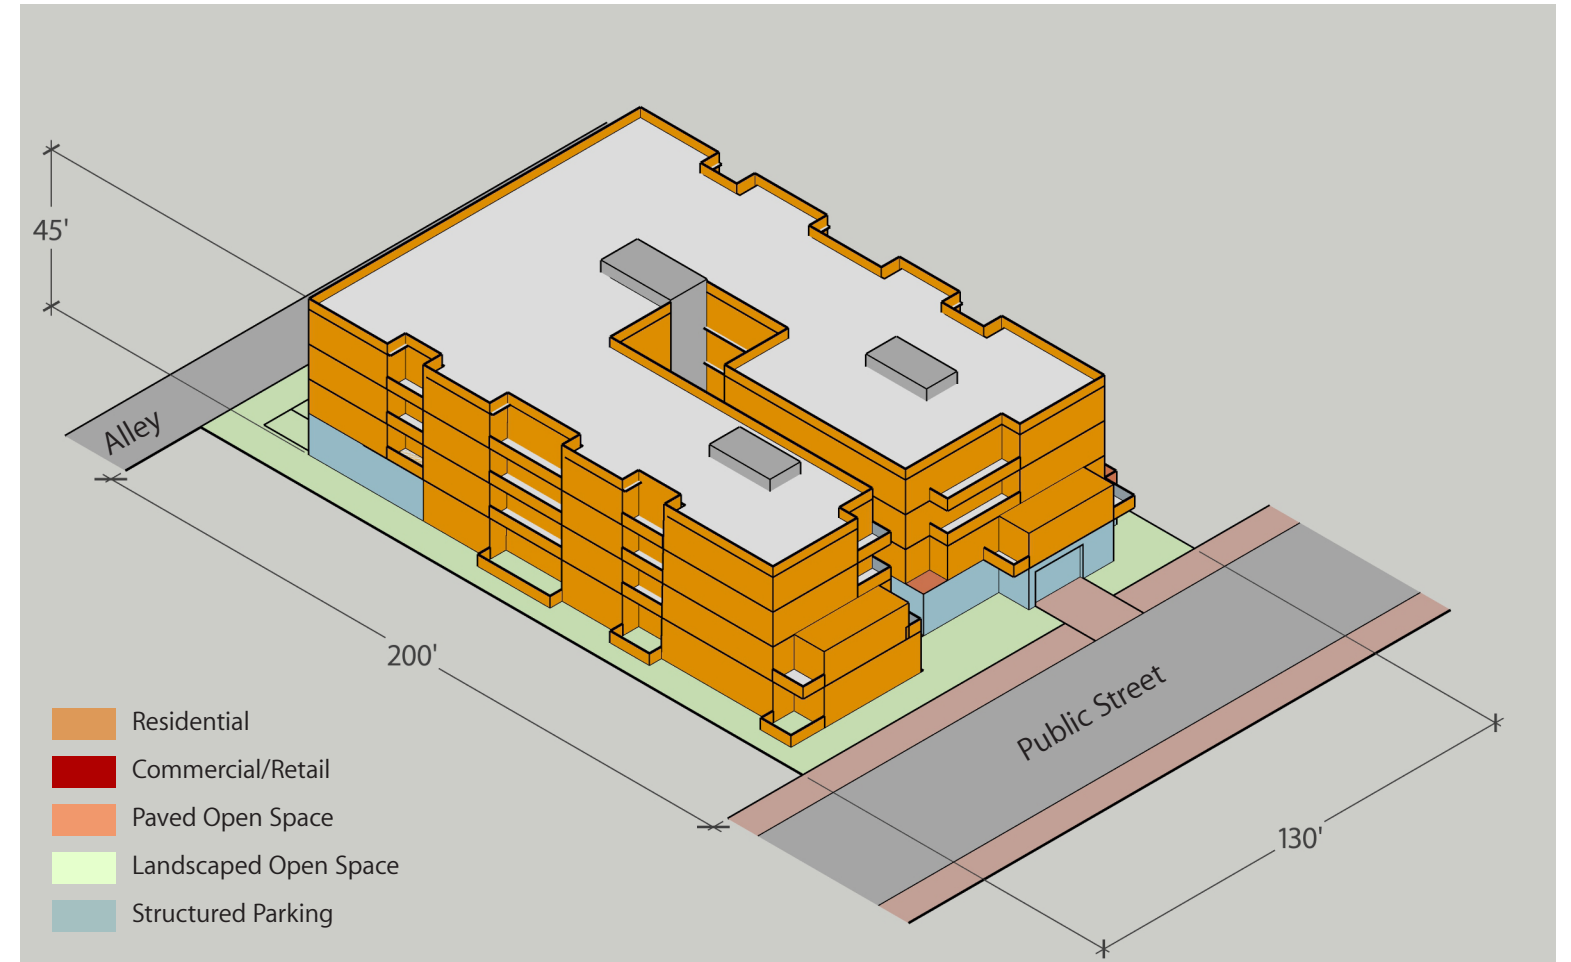 45'
Alley
200'
Public Street
130'
Residential
Commercial/Retail
Paved Open Space
Landscaped Open Space
Structured Parking